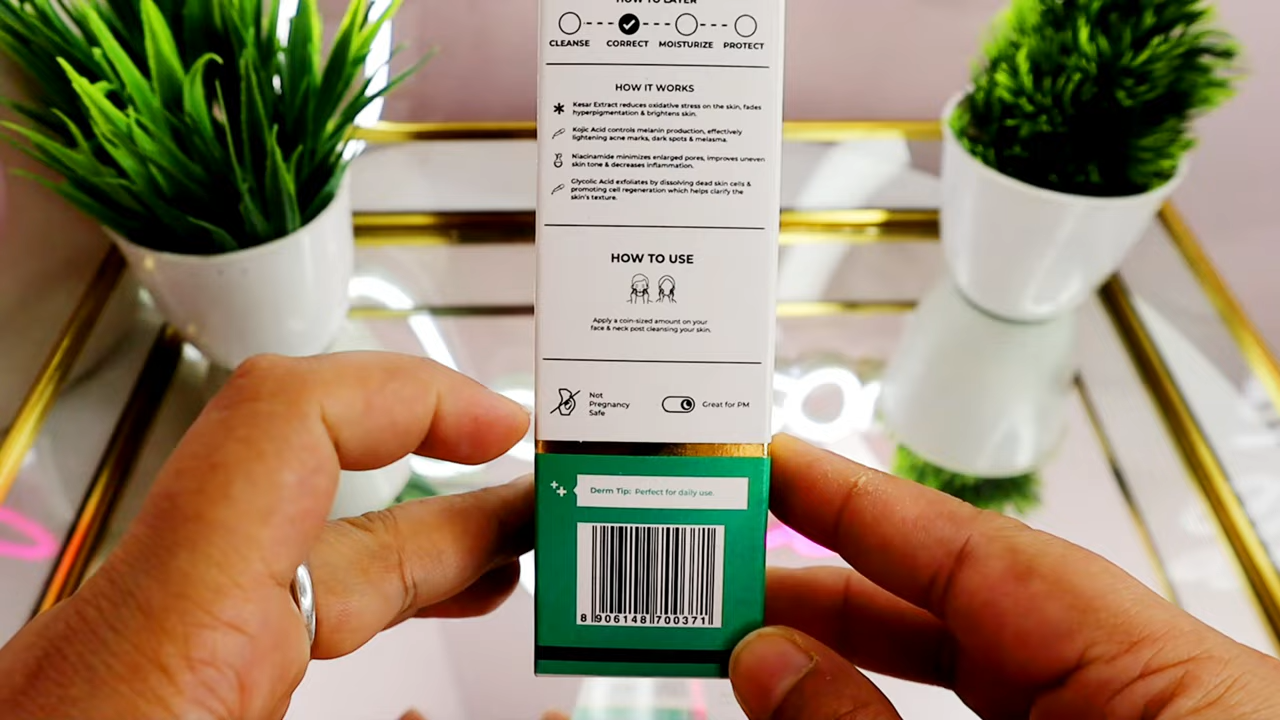 HOW TO LAYER
CLEANSE CORRECT MOISTURIZE PROTECT
HOW IT WORKS
Kesar Extract reduces oxidative stress on the skin, fades
hyperpigmentation & brightens skin.
Kojic Acid controls melanin production, effectively
lightening acne marks, dark spots & melasma.
Niacinamide minimizes enlarged pores, improves uneven
skin tone & decreases inflammation.
Glycolic Acid exfoliates by dissolving dead skin cells &
promoting cell regeneration which helps clarify the
skin's texture.
HOW TO USE
Apply a coin-sized amount on your
face & neck post cleansing your skin.
Not
Pregnancy
Safe
Great for PM
Derm Tip: Perfect for daily use.
8 906148 700371